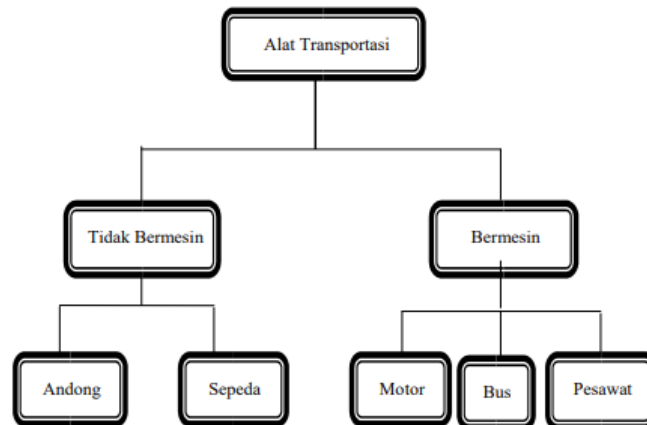 Alat Transportasi
Tidak Bermesin
Bermesin
Andong
Sepeda
Motor
Bus
Pesawat